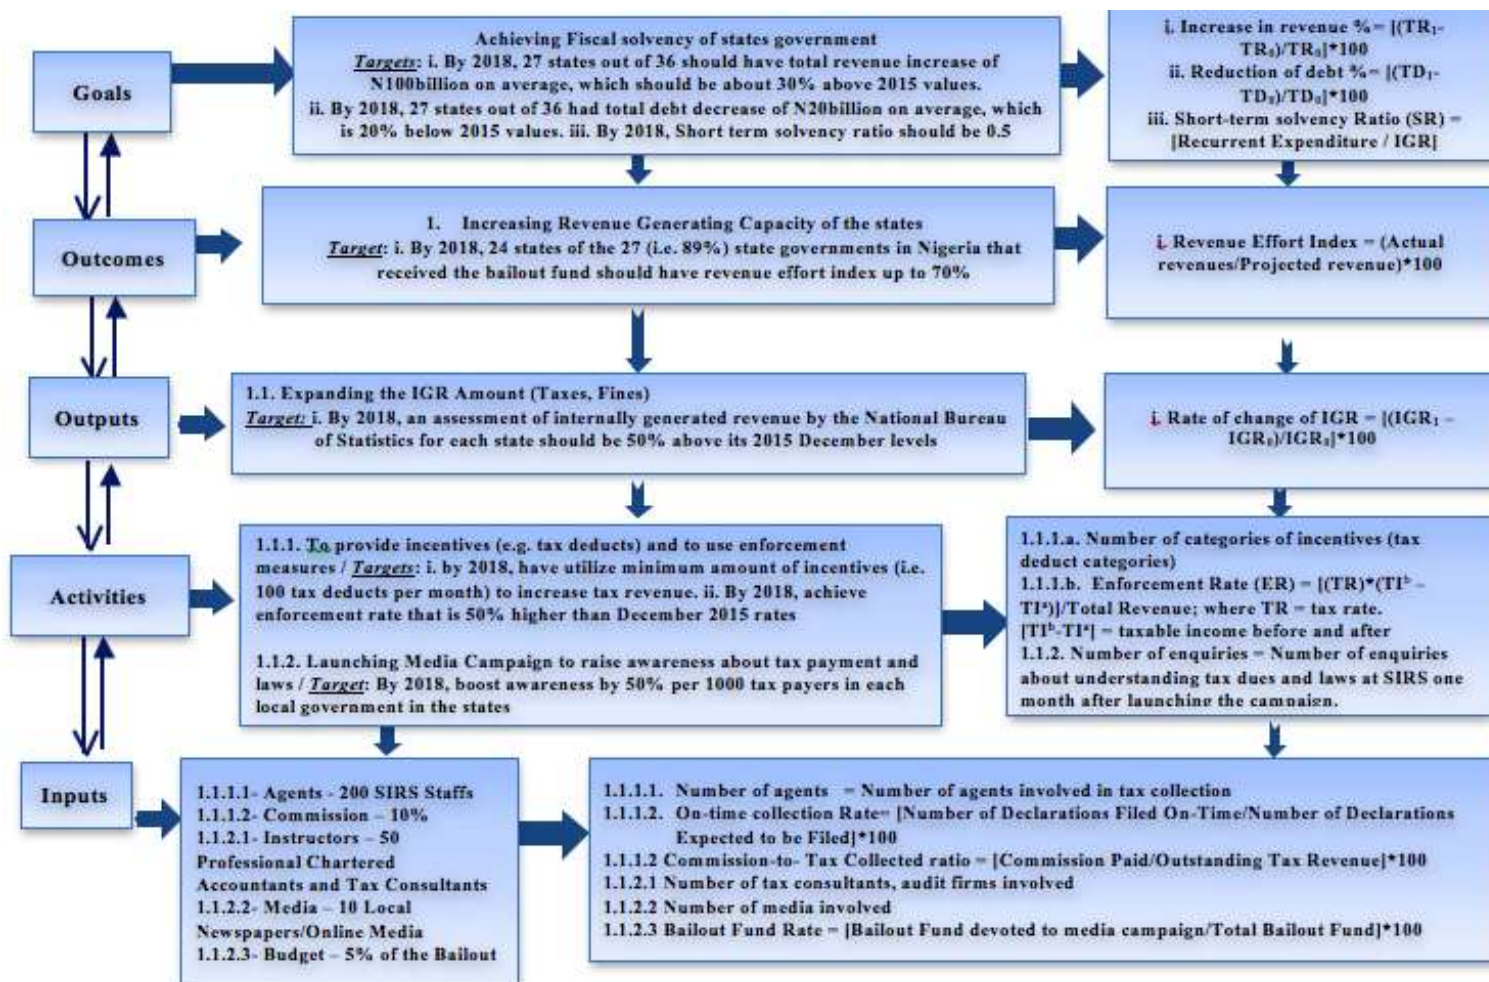 Goals
Achieving Fiscal solvency of states government
Targets: i. By 2018, 27 states out of 36 should have total revenue increase of
N100billion on average, which should be about 30% above 2015 values.
ii. By 2018, 27 states out of 36 had total debt decrease of N20billion on average, which
is 20% below 2015 values. iii. By 2018, Short term solvency ratio should be 0.5
i. Increase in revenue %= [(TR₁-
TR₀)/TR₀]*100
ii. Reduction of debt %= [(TD₁-
TD₀)/TD₀]*100
iii. Short-term solvency Ratio (SR) =
[Recurrent Expenditure / IGR]
Outcomes
1. Increasing Revenue Generating Capacity of the states
Target: i. By 2018, 24 states of the 27 (i.e. 89%) state governments in Nigeria that
received the bailout fund should have revenue effort index up to 70%
i. Revenue Effort Index = (Actual
revenues/Projected revenue)*100
Outputs
1.1. Expanding the IGR Amount (Taxes, Fines)
Target: i. By 2018, an assessment of internally generated revenue by the National Bureau
of Statistics for each state should be 50% above its 2015 December levels
i. Rate of change of IGR = [(IGR₁ –
IGR₀)/IGR₀]*100
Activities
1.1.1. To provide incentives (e.g. tax deducts) and to use enforcement
measures / Targets: i. by 2018, have utilize minimum amount of incentives (i.e.
100 tax deducts per month) to increase tax revenue. ii. By 2018, achieve
enforcement rate that is 50% higher than December 2015 rates
1.1.2. Launching Media Campaign to raise awareness about tax payment and
laws / Target: By 2018, boost awareness by 50% per 1000 tax payers in each
local government in the states
1.1.1.a. Number of categories of incentives (tax
deduct categories)
1.1.1.b. Enforcement Rate (ER) = [(TR)*(TIᵇ –
TIᵃ)]/Total Revenue; where TR = tax rate.
[TIᵇ-TIᵃ] = taxable income before and after
1.1.2. Number of enquiries = Number of enquiries
about understanding tax dues and laws at SIRS one
month after launching the campaign.
Inputs
1.1.1.1- Agents - 200 SIRS Staffs
1.1.1.2- Commission – 10%
1.1.2.1- Instructors – 50
Professional Chartered
Accountants and Tax Consultants
1.1.2.2- Media – 10 Local
Newspapers/Online Media
1.1.2.3- Budget – 5% of the Bailout
1.1.1.1. Number of agents = Number of agents involved in tax collection
1.1.1.2. On-time collection Rate= [Number of Declarations Filed On-Time/Number of Declarations
Expected to be Filed]*100
1.1.1.2 Commission-to- Tax Collected ratio = [Commission Paid/Outstanding Tax Revenue]*100
1.1.2.1 Number of tax consultants, audit firms involved
1.1.2.2 Number of media involved
1.1.2.3 Bailout Fund Rate = [Bailout Fund devoted to media campaign/Total Bailout Fund]*100